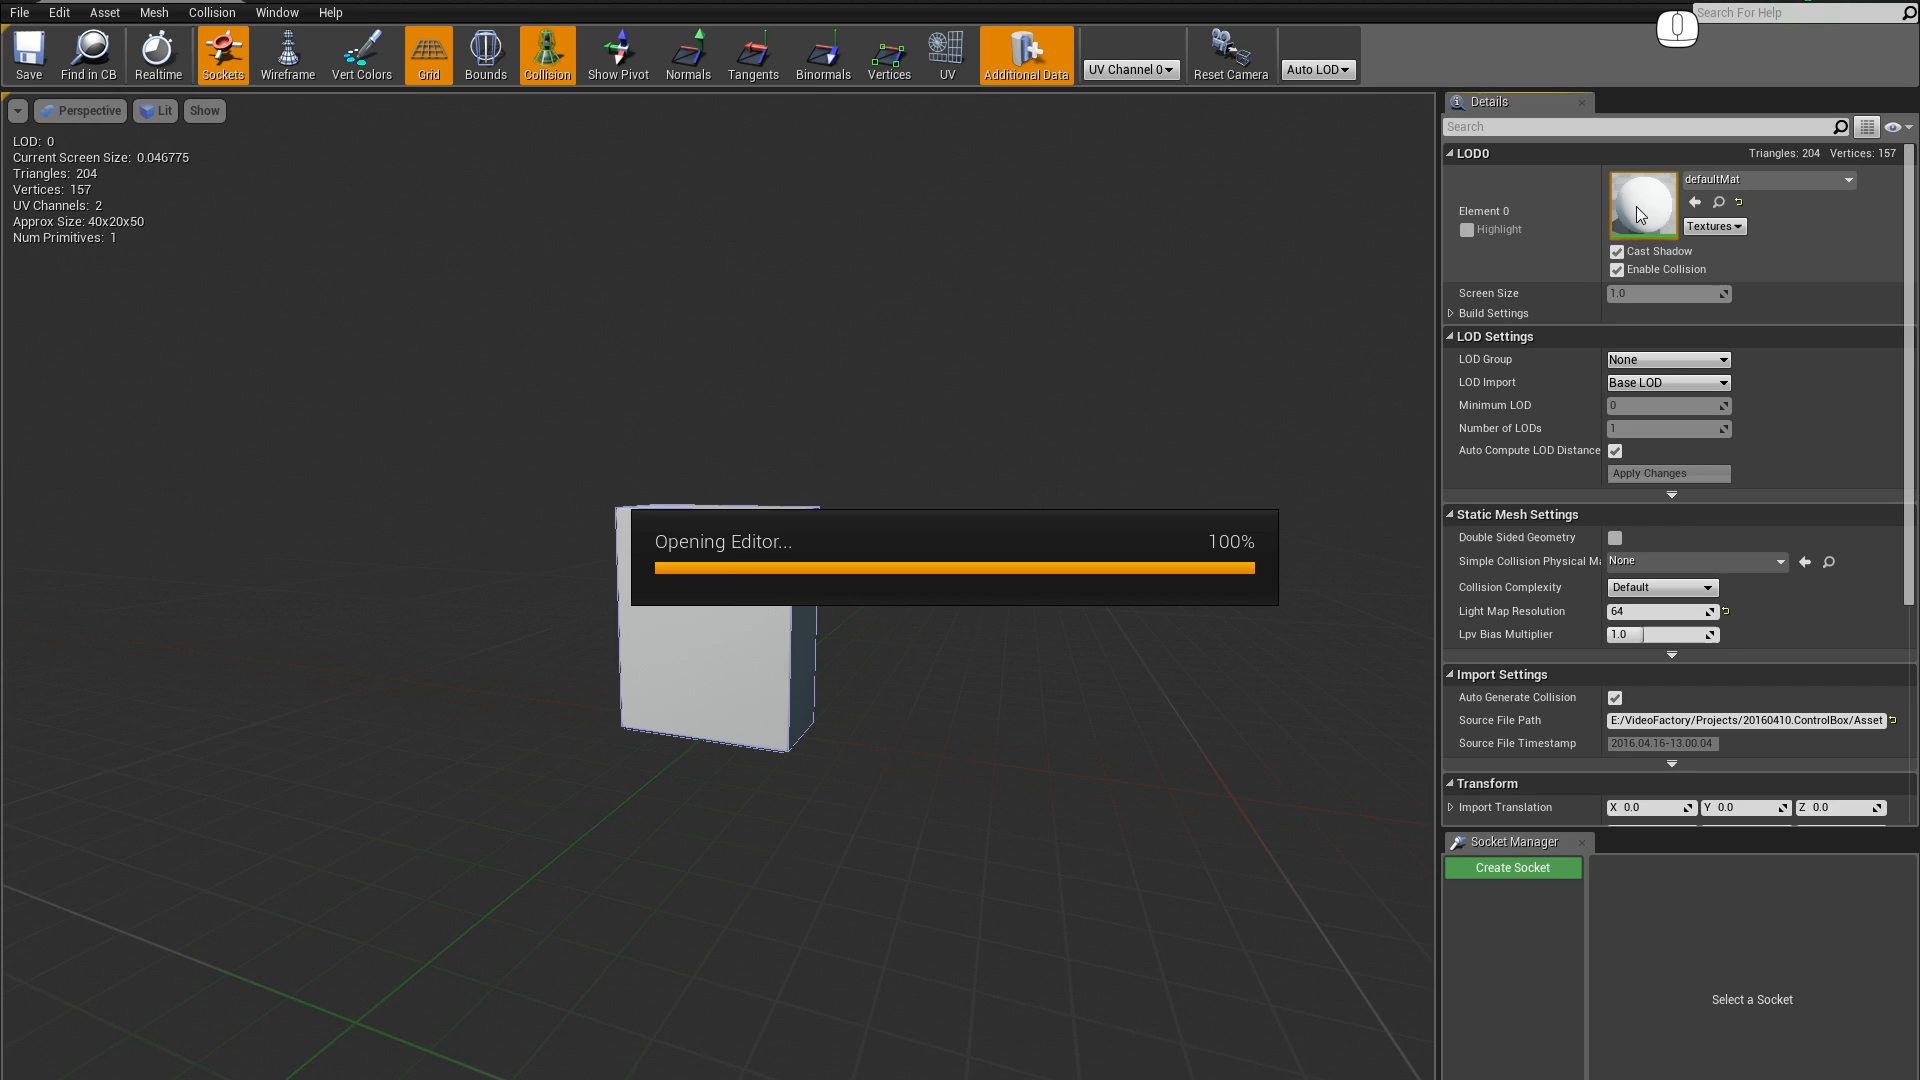 File Edit Asset Mesh Collision Window Help
Search For Help
Save Find in CB Realtime Sockets Wireframe Vert Colors Grid Bounds Collision Show Pivot Normals Tangents Binormals Vertices UV Additional Data UV Channel 0 Reset Camera Auto LOD
Perspective Lit Show
LOD: 0
Current Screen Size: 0.046775
Triangles: 204
Vertices: 157
UV Channels: 2
Approx Size: 40x20x50
Num Primitives: 1
Opening Editor... 100%
Details
Search
LOD0 Triangles: 204 Vertices: 157
defaultMat
Element 0
Highlight
Textures
Cast Shadow
Enable Collision
Screen Size 1.0
Build Settings
LOD Settings
LOD Group None
LOD Import Base LOD
Minimum LOD 0
Number of LODs 1
Auto Compute LOD Distance
Apply Changes
Static Mesh Settings
Double Sided Geometry
Simple Collision Physical Ma None
Collision Complexity Default
Light Map Resolution 64
Lpv Bias Multiplier 1.0
Import Settings
Auto Generate Collision
Source File Path E:/VideoFactory/Projects/20160410.ControlBox/Asset
Source File Timestamp 2016.04.16-13.00.04
Transform
Import Translation X 0.0 Y 0.0 Z 0.0
Socket Manager
Create Socket
Select a Socket